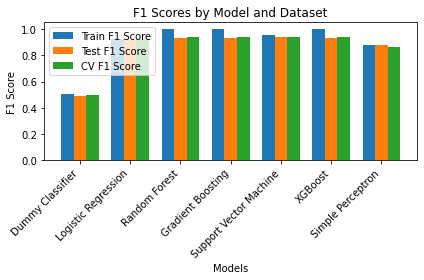 F1 Scores by Model and Dataset
Train F1 Score
Test F1 Score
CV F1 Score
F1 Score
1.0
0.8
0.6
0.4
0.2
0.0
Dummy Classifier
Logistic Regression
Random Forest
Gradient Boosting
Support Vector Machine
XGBoost
Simple Perceptron
Models